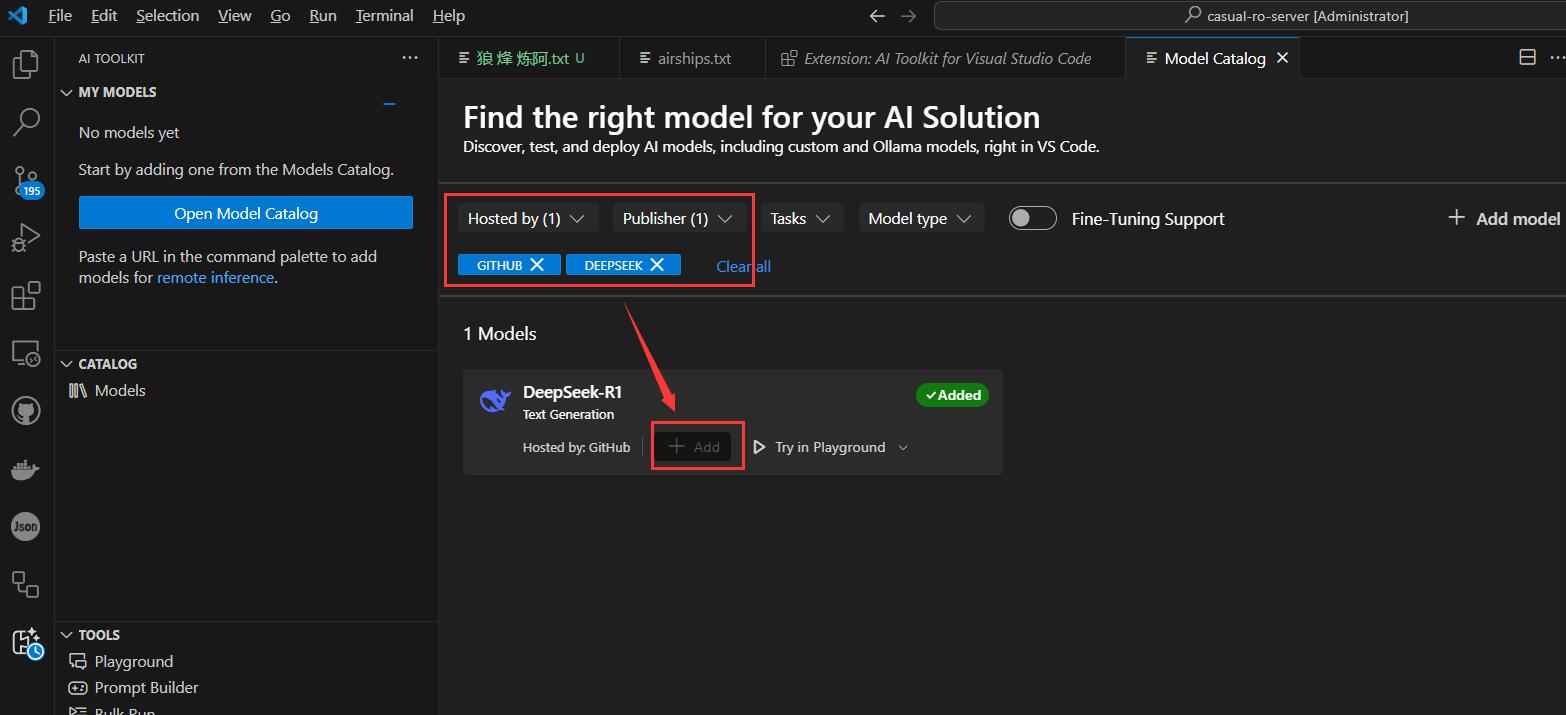 File Edit Selection View Go Run Terminal Help
casual-ro-server [Administrator]
AI TOOLKIT
狼 烽 炼阿.txt U
airships.txt
Extension: AI Toolkit for Visual Studio Code
Model Catalog
MY MODELS
No models yet
Start by adding one from the Models Catalog.
Open Model Catalog
Paste a URL in the command palette to add
models for remote inference.
195
Json
CATALOG
Models
TOOLS
Playground
Prompt Builder
Bulk Run
Find the right model for your AI Solution
Discover, test, and deploy AI models, including custom and Ollama models, right in VS Code.
Hosted by (1) Publisher (1) Tasks Model type Fine-Tuning Support Add model
GITHUB DEEPSEEK Clear all
1 Models
DeepSeek-R1
Added
Text Generation
Hosted by: GitHub Add Try in Playground